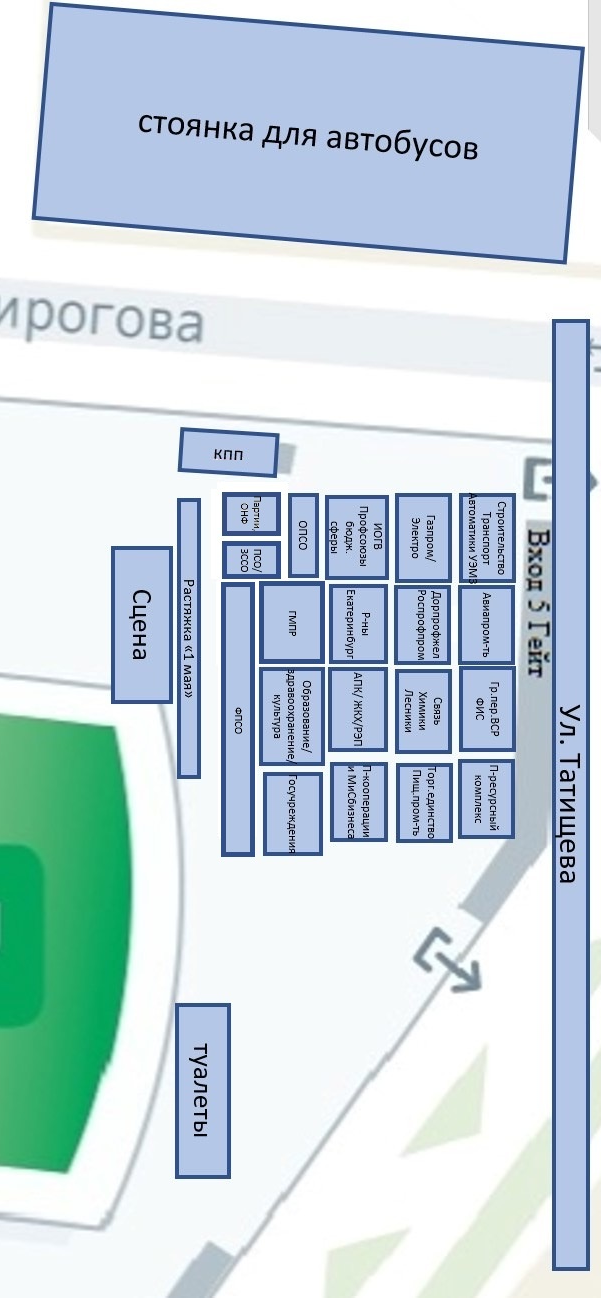 стоянка для автобусов
ирогова
кпп
Вход 5 Гейт
Ул. Татищева
Строительство
Транспорт
Автоматики УЭМЗ
Авиапром-ть
Гр.пер.ВСР
ФИС
П-ресурсный
комплекс
Газпром/
Электро
Дорпрофжел
Роспрофпром
Связь
Химики
Лесники
Торг.единство
Пищ.пром-ть
ИОГВ
Профсоюзы
бюдж.
сферы
Р-ны
Екатеринбург
АПК/ ЖКХ/РЭП
П-кооперации
и МиСбизнеса
ОПСО
ГМПР
Образование/
здравоохранение/
культура
Госучреждения
Партии,
ОНФ
ПСО/
ЗССО
ФПСО
Растяжка «1 мая»
Сцена
туалеты